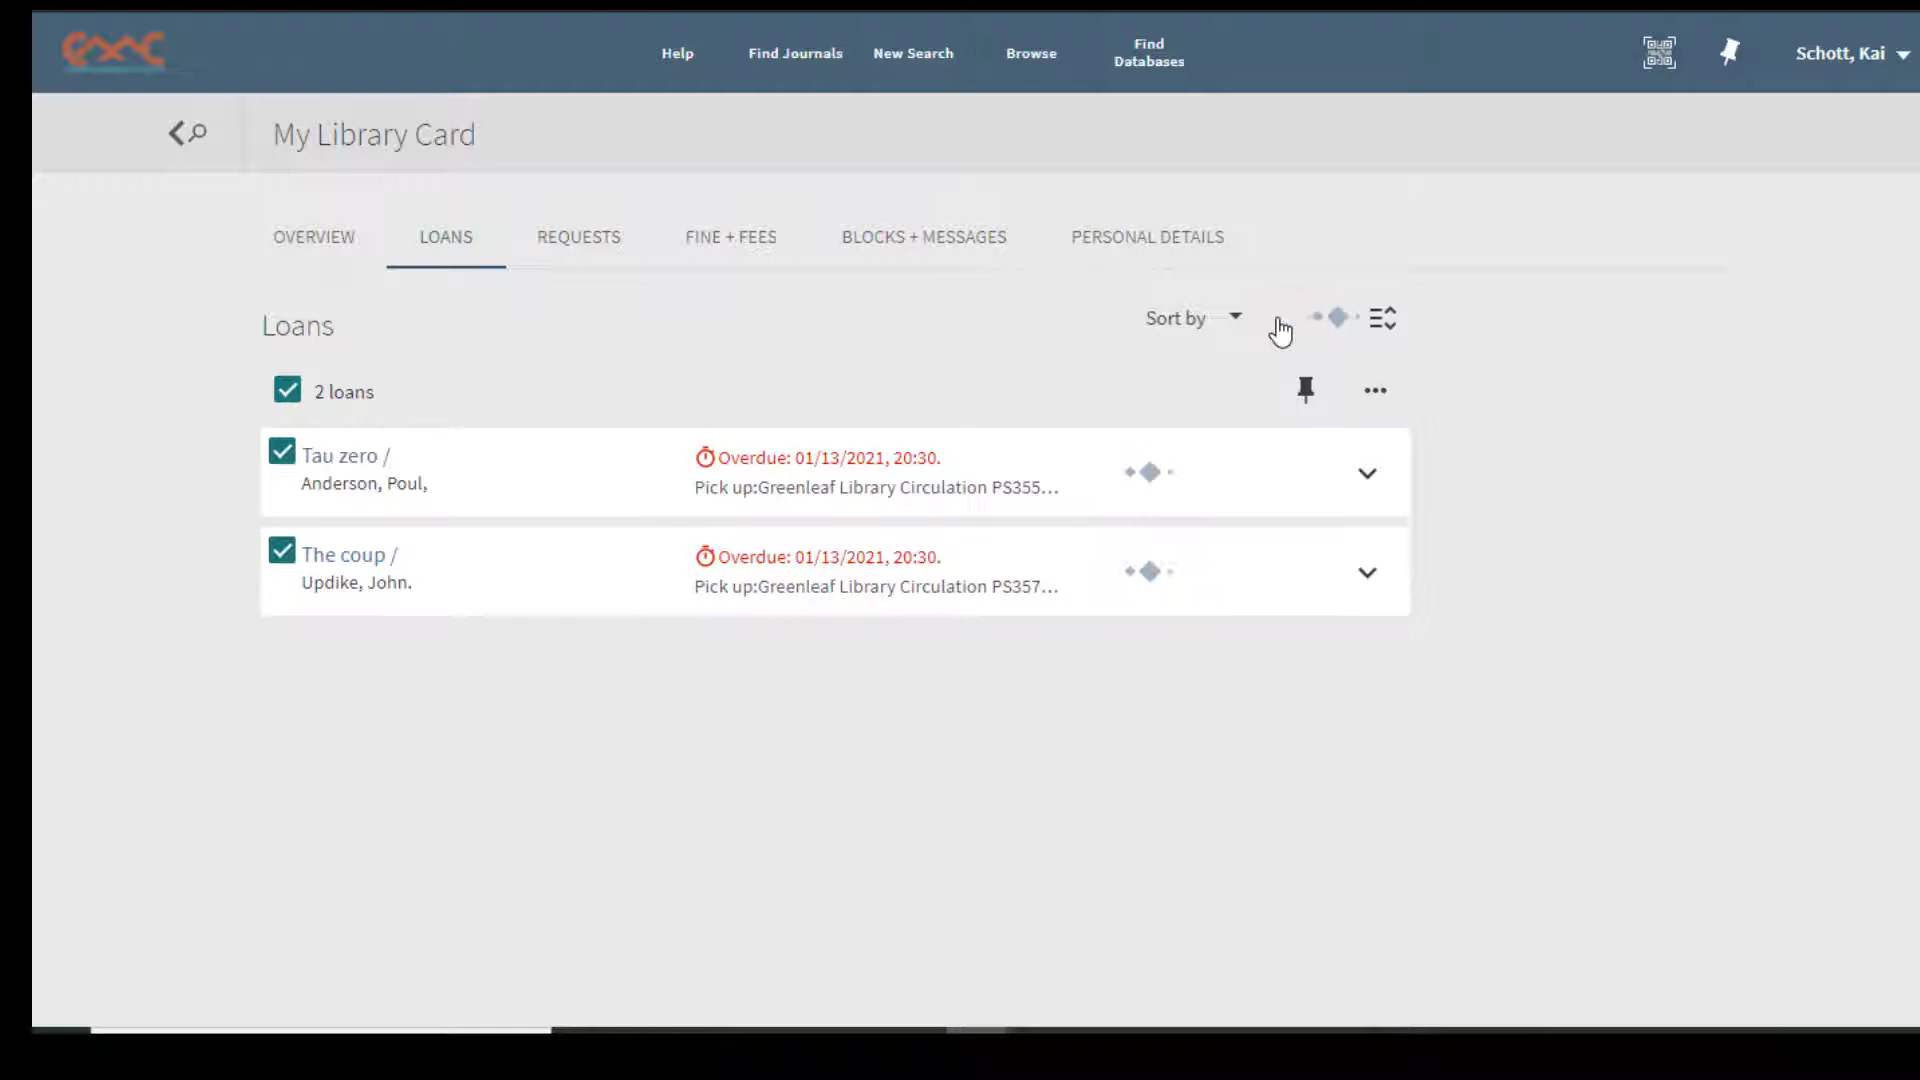 exlc
Help
Find Journals
New Search
Browse
Find
Databases
Schott, Kai
My Library Card
OVERVIEW
LOANS
REQUESTS
FINE + FEES
BLOCKS + MESSAGES
PERSONAL DETAILS
Loans
Sort by
2 loans
Tau zero /
Anderson, Poul,
Overdue: 01/13/2021, 20:30.
Pick up:Greenleaf Library Circulation PS355...
The coup /
Updike, John.
Overdue: 01/13/2021, 20:30.
Pick up:Greenleaf Library Circulation PS357...